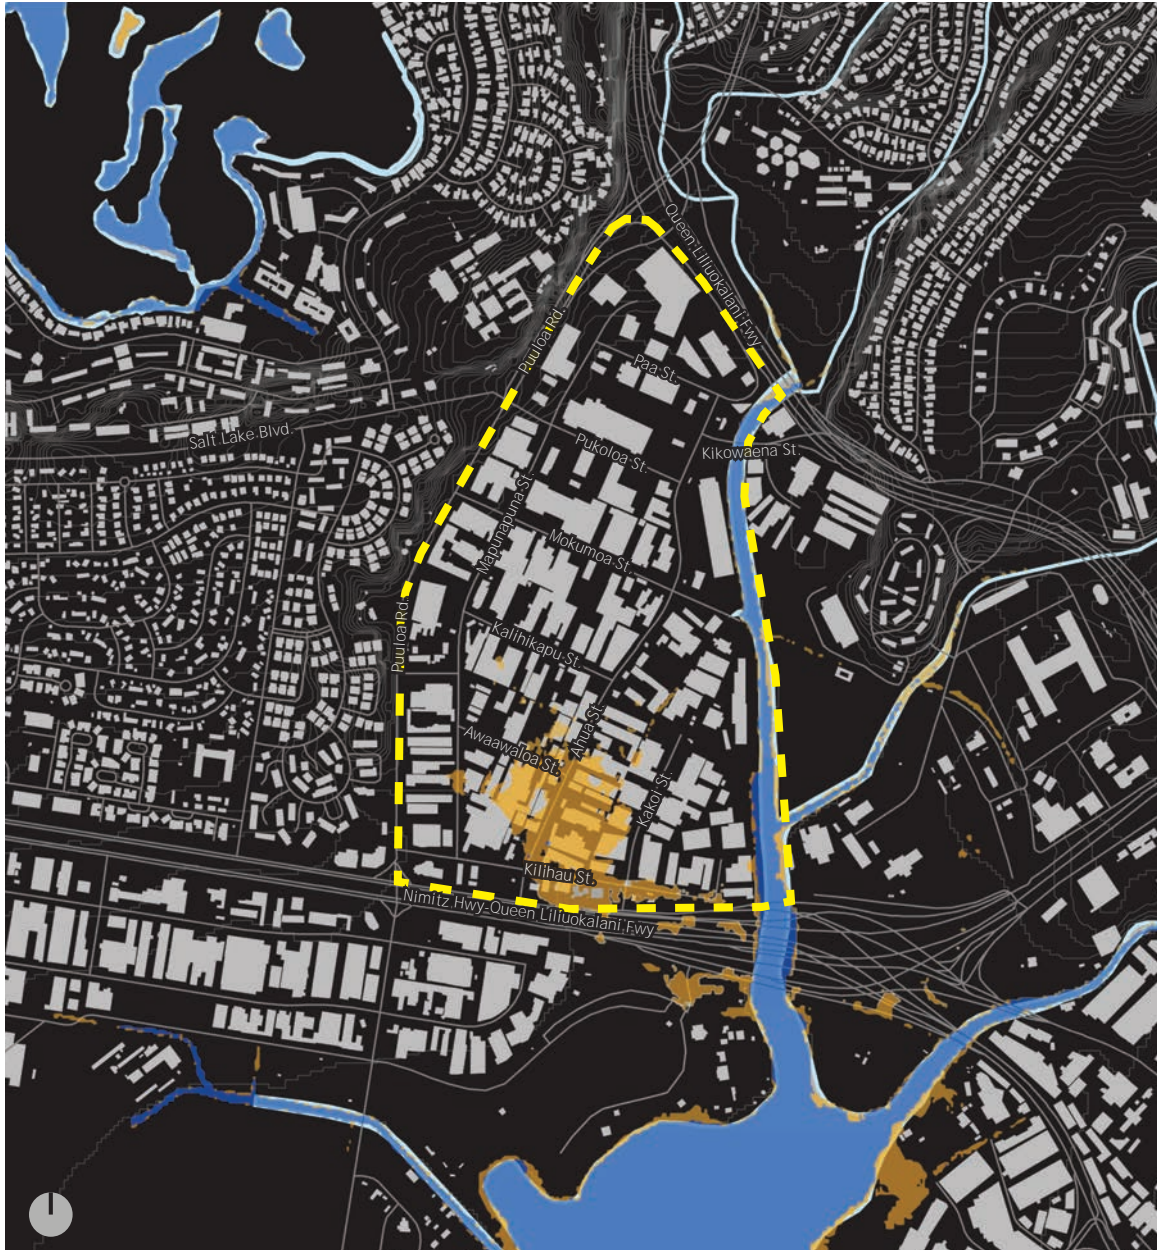 Queen Liliuokalani Fwy
Puuloa Rd.
Paa St.
Salt Lake Blvd.
Pukoloa St.
Kikowaena St.
Mapunapuna St.
Mokumoa St.
Puuloa Rd.
Kalihikapu St.
Ahua St.
Awaawaloa St.
Kakoi St.
Kilihau St.
Nimitz Hwy-Queen Liliuokalani Fwy